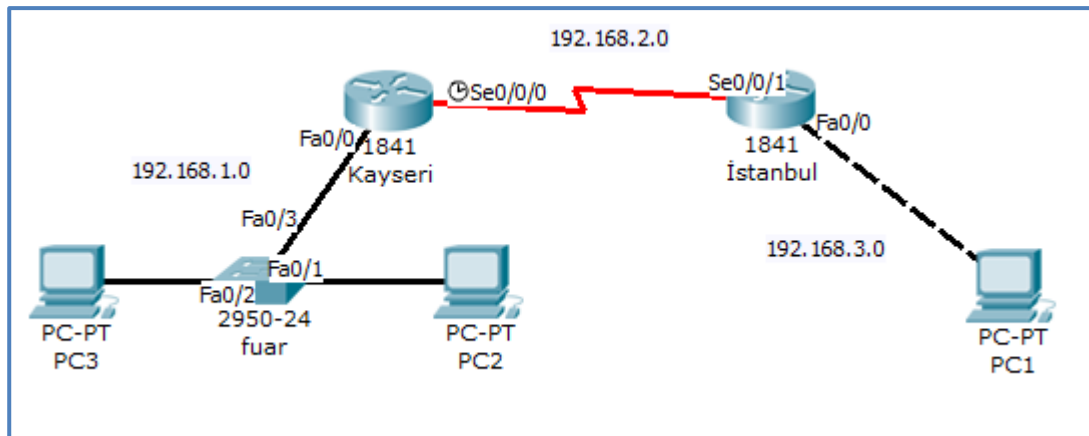 192.168.2.0
Se0/0/0
Se0/0/1
Fa0/0
1841
Kayseri
Fa0/0
1841
İstanbul
192.168.1.0
Fa0/3
192.168.3.0
Fa0/1
Fa0/2
2950-24
fuar
PC-PT
PC3
PC-PT
PC2
PC-PT
PC1